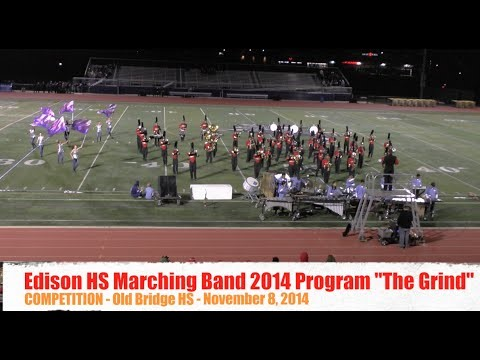 Edison HS Marching Band 2014 Program "The Grind"
COMPETITION - Old Bridge HS - November 8, 2014